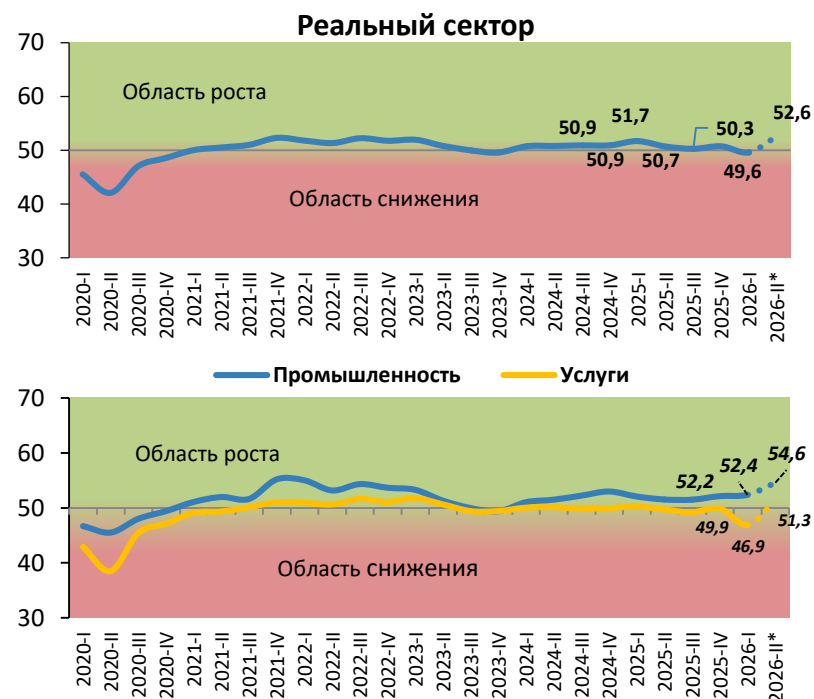 Реальный сектор
70
60
50
40
30
Область роста
Область снижения
50,9
50,9
51,7
50,7
50,3
49,6
52,6
2020-I
2020-II
2020-III
2020-IV
2021-I
2021-II
2021-III
2021-IV
2022-I
2022-II
2022-III
2022-IV
2023-I
2023-II
2023-III
2023-IV
2024-I
2024-II
2024-III
2024-IV
2025-I
2025-II
2025-III
2025-IV
2026-I
2026-II*
Промышленность Услуги
70
60
50
40
30
Область роста
Область снижения
52,2
52,4
54,6
49,9
46,9
51,3
2020-I
2020-II
2020-III
2020-IV
2021-I
2021-II
2021-III
2021-IV
2022-I
2022-II
2022-III
2022-IV
2023-I
2023-II
2023-III
2023-IV
2024-I
2024-II
2024-III
2024-IV
2025-I
2025-II
2025-III
2025-IV
2026-I
2026-II*